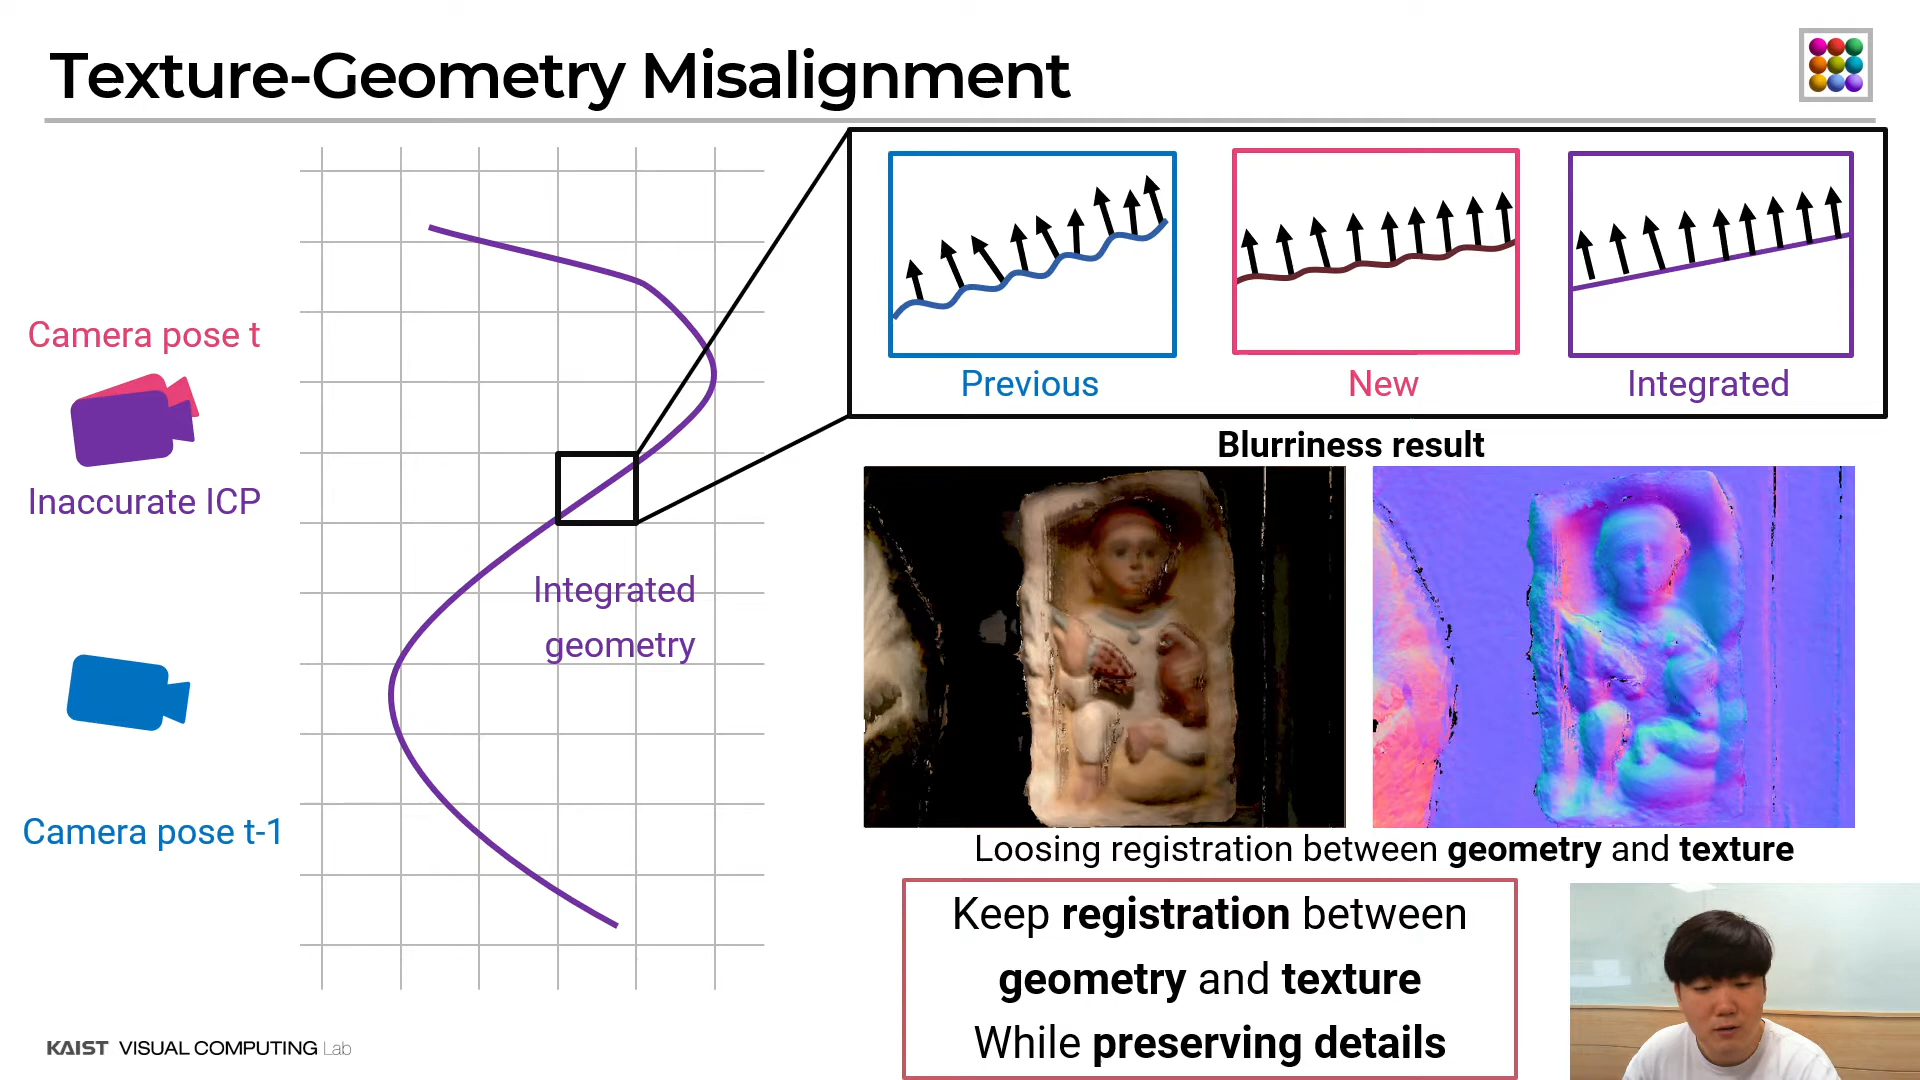 Texture-Geometry Misalignment
Camera pose t
Inaccurate ICP
Camera pose t-1
Integrated
geometry
Previous
New
Integrated
Blurriness result
Loosing registration between geometry and texture
Keep registration between
geometry and texture
While preserving details
KAIST VISUAL COMPUTING Lab